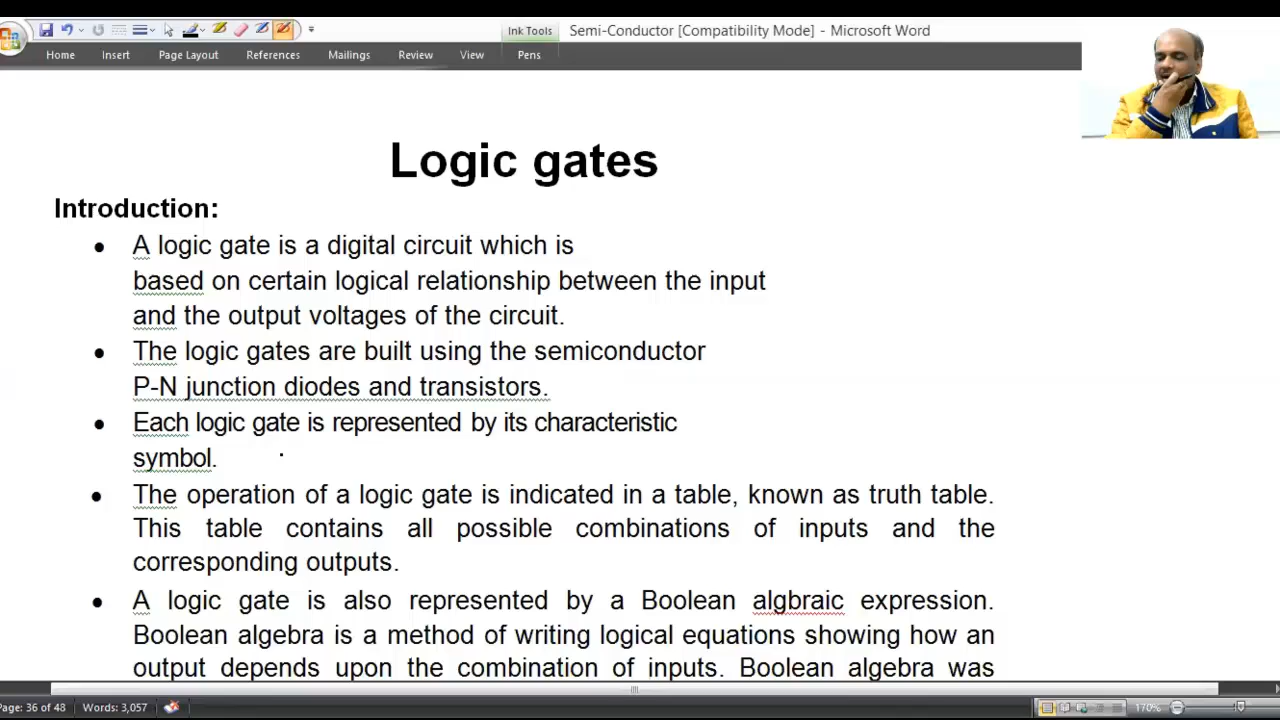 Ink Tools
Semi-Conductor [Compatibility Mode] - Microsoft Word
Home Insert Page Layout References Mailings Review View Pens
Logic gates
Introduction:
• A logic gate is a digital circuit which is
based on certain logical relationship between the input
and the output voltages of the circuit.
• The logic gates are built using the semiconductor
P-N junction diodes and transistors.
• Each logic gate is represented by its characteristic
symbol.
• The operation of a logic gate is indicated in a table, known as truth table.
This table contains all possible combinations of inputs and the
corresponding outputs.
• A logic gate is also represented by a Boolean algbraic expression.
Boolean algebra is a method of writing logical equations showing how an
output depends upon the combination of inputs. Boolean algebra was
Page: 36 of 48 Words: 3,057 170%